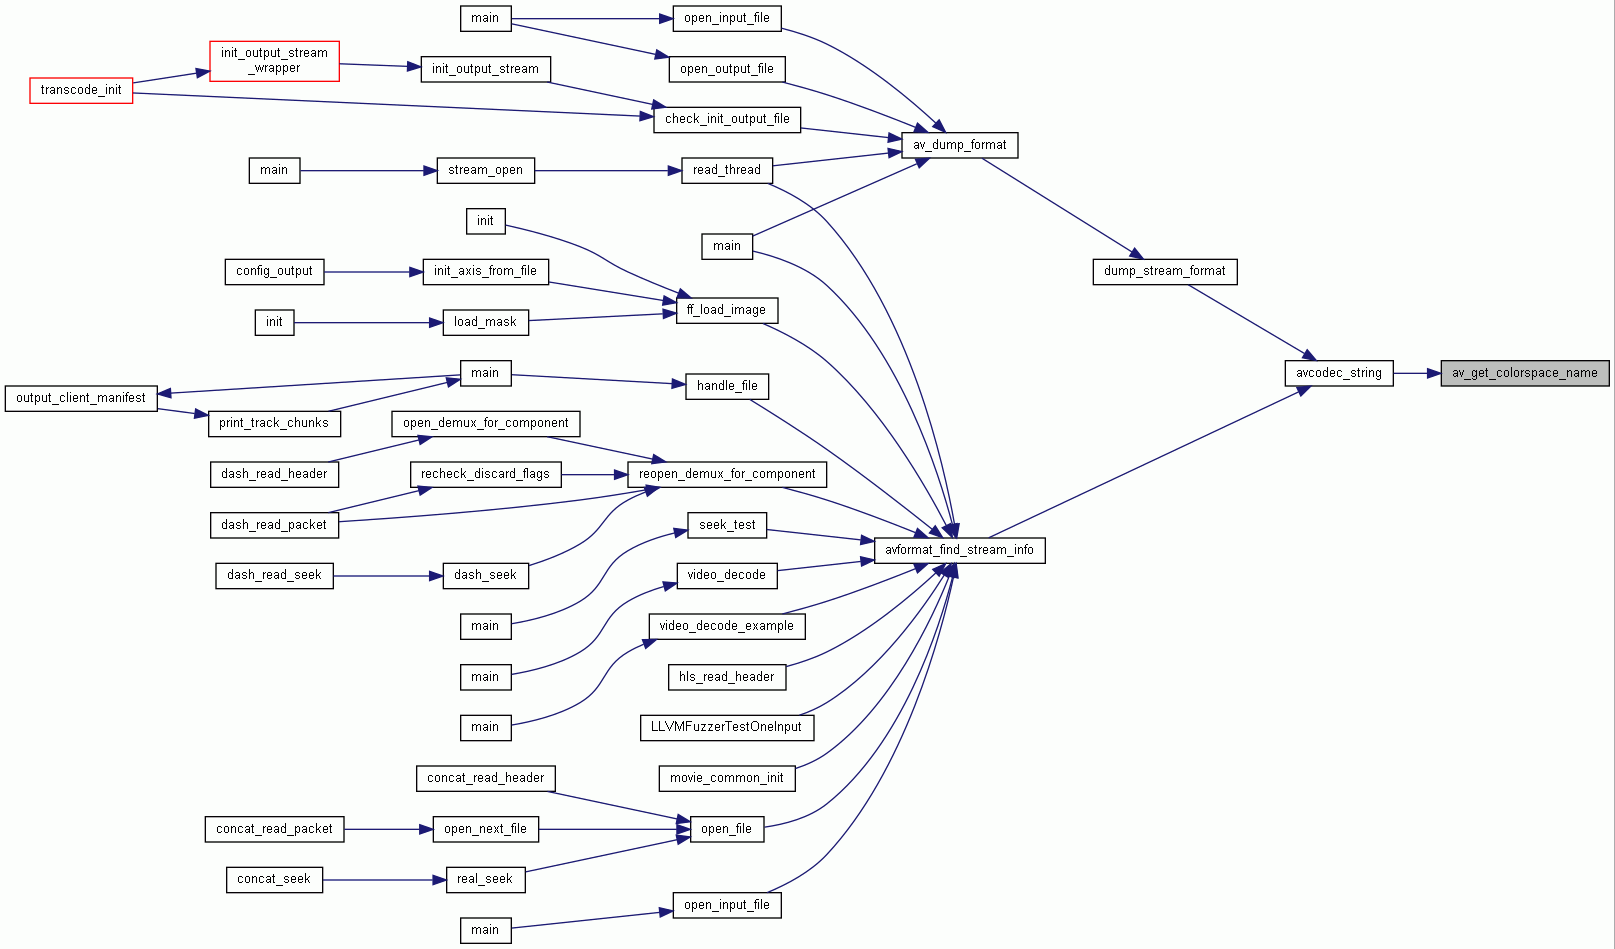 main
open_input_file
init_output_stream
_wrapper
init_output_stream
open_output_file
transcode_init
check_init_output_file
av_dump_format
main
stream_open
read_thread
init
main
config_output
init_axis_from_file
dump_stream_format
ff_load_image
init
load_mask
main
avcodec_string
av_get_colorspace_name
handle_file
output_client_manifest
print_track_chunks
open_demux_for_component
dash_read_header
recheck_discard_flags
reopen_demux_for_component
dash_read_packet
seek_test
avformat_find_stream_info
dash_read_seek
dash_seek
video_decode
main
video_decode_example
main
hls_read_header
main
LLVMFuzzerTestOneInput
concat_read_header
movie_common_init
concat_read_packet
open_next_file
open_file
concat_seek
real_seek
open_input_file
main